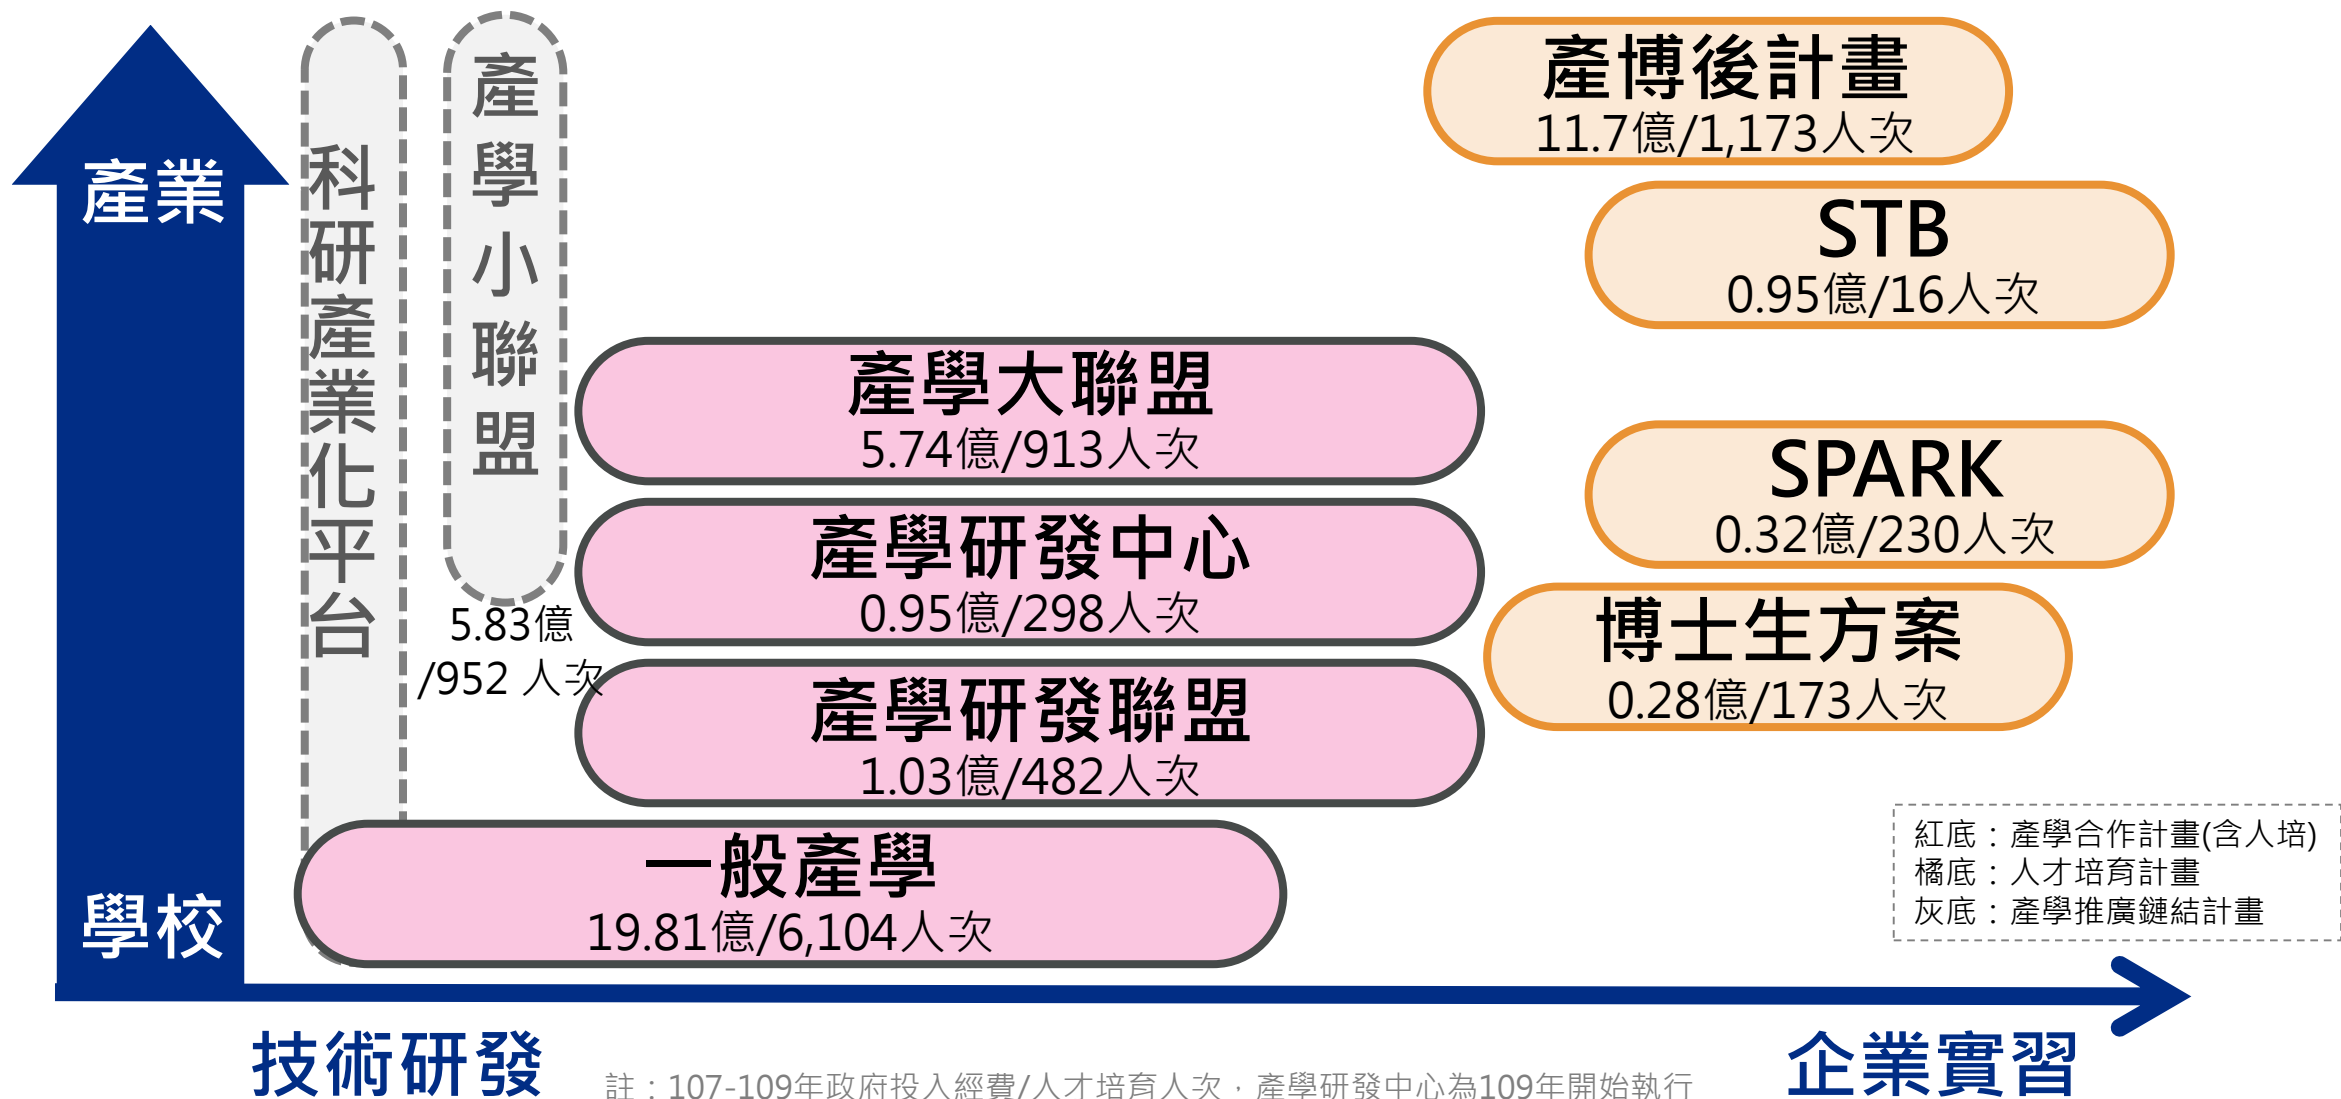 產業
學校
科研產業化平台
產學小聯盟
5.83億
/952 人次
產博後計畫
11.7億/1,173人次
STB
0.95億/16人次
產學大聯盟
5.74億/913人次
SPARK
0.32億/230人次
產學研發中心
0.95億/298人次
博士生方案
0.28億/173人次
產學研發聯盟
1.03億/482人次
一般產學
19.81億/6,104人次
紅底：產學合作計畫(含人培)
橘底：人才培育計畫
灰底：產學推廣鏈結計畫
技術研發
企業實習
註：107-109年政府投入經費/人才培育人次，產學研發中心為109年開始執行